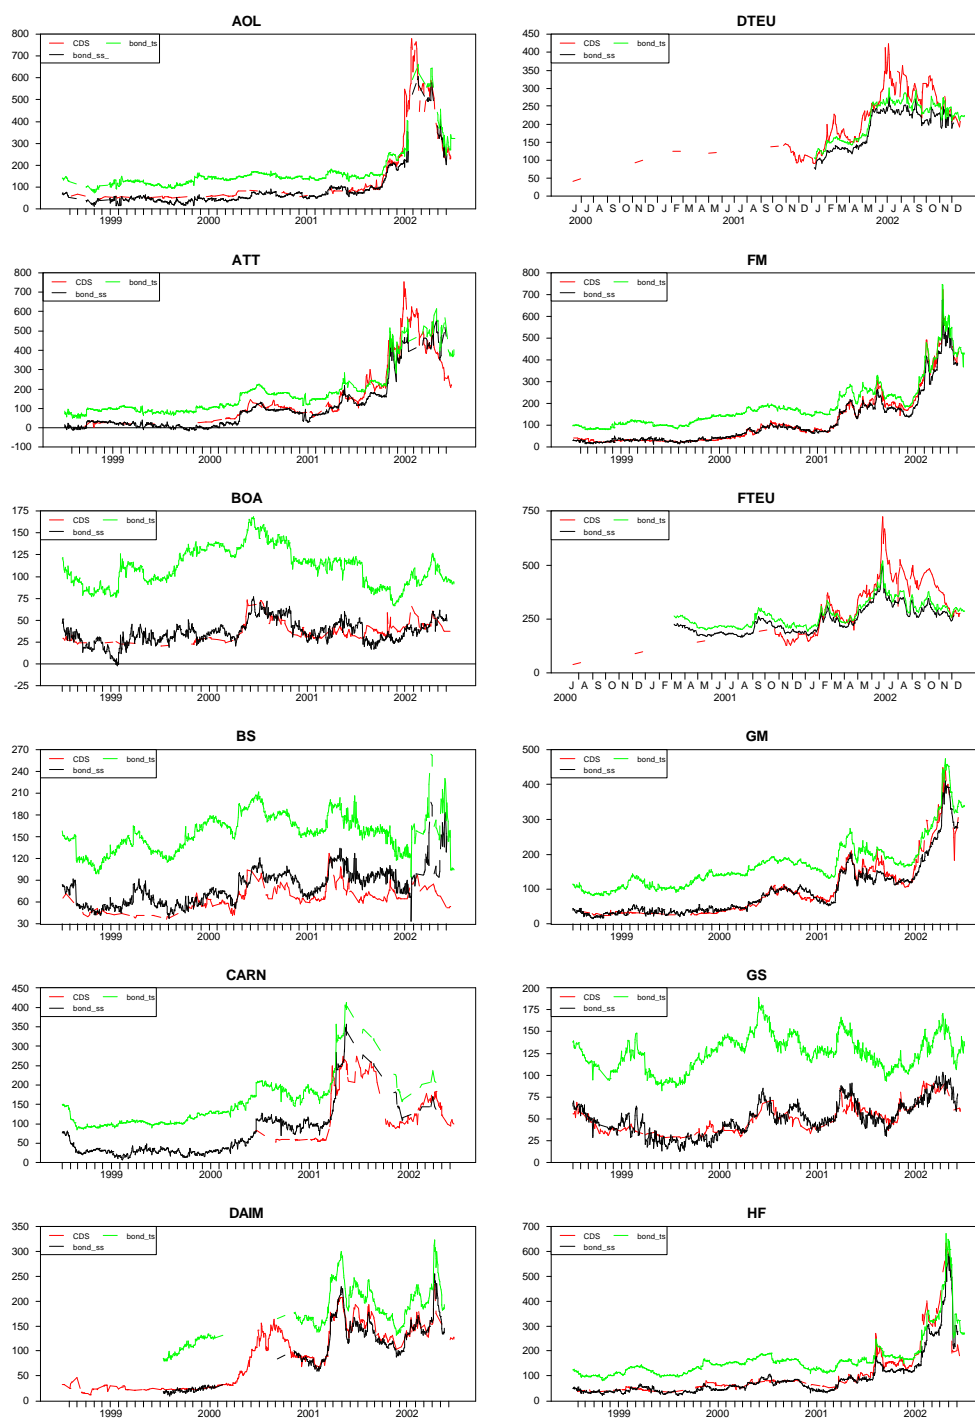 AOL
CDS bond_ts
bond_ss_
800
700
600
500
400
300
200
100
0
1999 2000 2001 2002
DTEU
CDS bond_ts
bond_ss
450
400
350
300
250
200
150
100
50
0
J J A S O N D J F M A M J J A S O N D J F M A M J J A S O N D
2000 2001 2002
ATT
CDS bond_ts
bond_ss
800
700
600
500
400
300
200
100
0
-100
1999 2000 2001 2002
FM
CDS bond_ts
bond_ss
800
700
600
500
400
300
200
100
0
1999 2000 2001 2002
BOA
CDS bond_ts
bond_ss
175
150
125
100
75
50
25
0
-25
1999 2000 2001 2002
FTEU
CDS bond_ts
bond_ss
750
500
250
0
J A S O N D J F M A M J J A S O N D J F M A M J J A S O N D
2000 2001 2002
BS
CDS bond_ts
bond_ss
270
240
210
180
150
120
90
60
30
1999 2000 2001 2002
GM
CDS bond_ts
bond_ss
500
400
300
200
100
0
1999 2000 2001 2002
CARN
CDS bond_ts
bond_ss
450
400
350
300
250
200
150
100
50
0
1999 2000 2001 2002
GS
CDS bond_ts
bond_ss
200
175
150
125
100
75
50
25
0
1999 2000 2001 2002
DAIM
CDS bond_ts
bond_ss
350
300
250
200
150
100
50
0
1999 2000 2001 2002
HF
CDS bond_ts
bond_ss
700
600
500
400
300
200
100
0
1999 2000 2001 2002